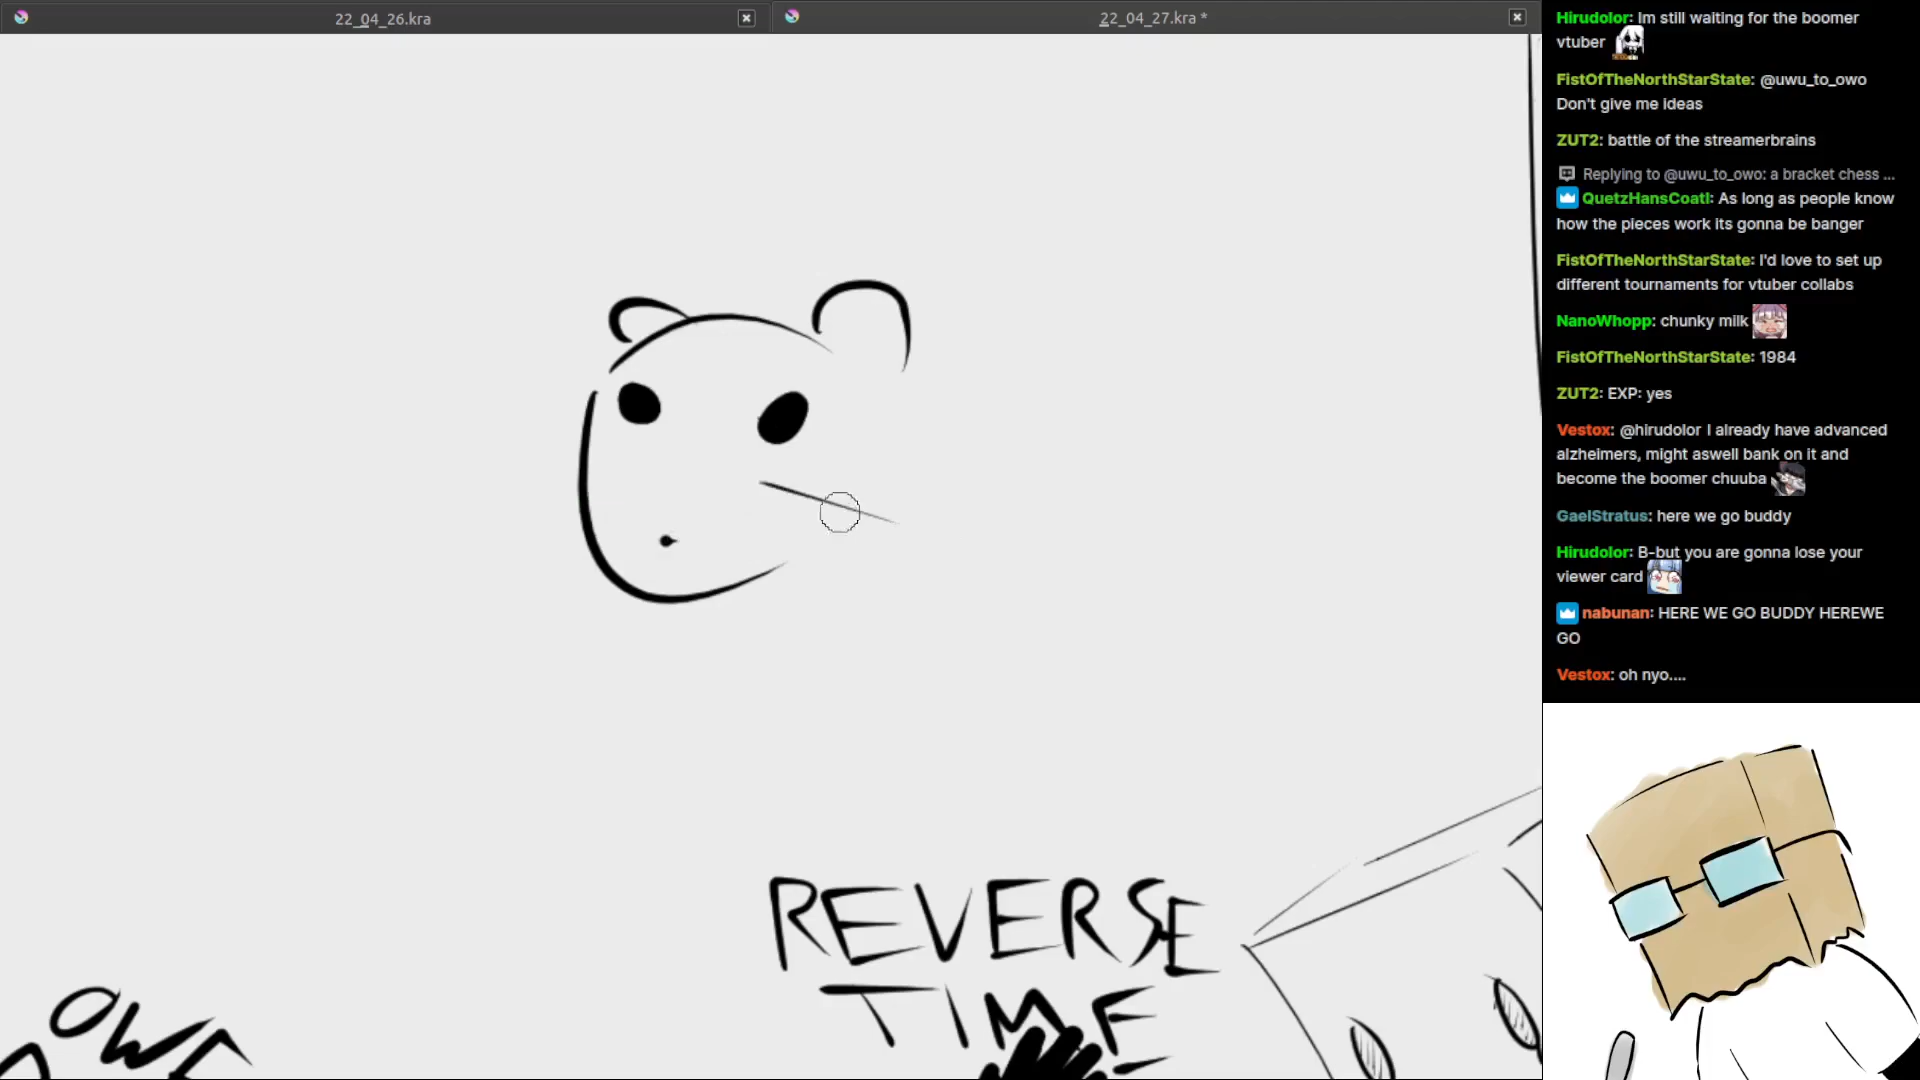 22_04_26.kra
22_04_27.kra *
Hirudolor: Im still waiting for the boomer
vtuber
FistOfTheNorthStarState: @uwu_to_owo
Don't give me ideas
ZUT2: battle of the streamerbrains
Replying to @uwu_to_owo: a bracket chess ...
QuetzHansCoatl: As long as people know
how the pieces work its gonna be banger
FistOfTheNorthStarState: I'd love to set up
different tournaments for vtuber collabs
NanoWhopp: chunky milk
FistOfTheNorthStarState: 1984
ZUT2: EXP: yes
Vestox: @hirudolor I already have advanced
alzheimers, might aswell bank on it and
become the boomer chuuba
GaelStratus: here we go buddy
Hirudolor: B-but you are gonna lose your
viewer card
nabunan: HERE WE GO BUDDY HEREWE
GO
Vestox: oh nyo....
REVERSE
TIME